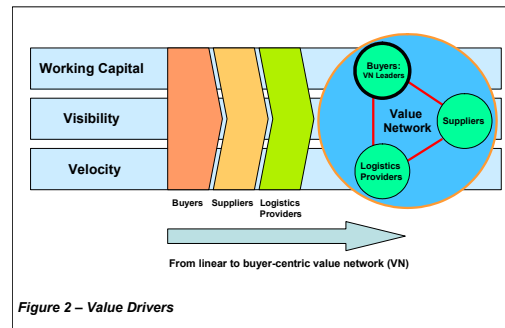 Working Capital
Visibility
Velocity
Buyers:
VN Leaders
Value
Network
Suppliers
Logistics
Providers
Buyers
Suppliers
Logistics
Providers
From linear to buyer-centric value network (VN)
Figure 2 – Value Drivers